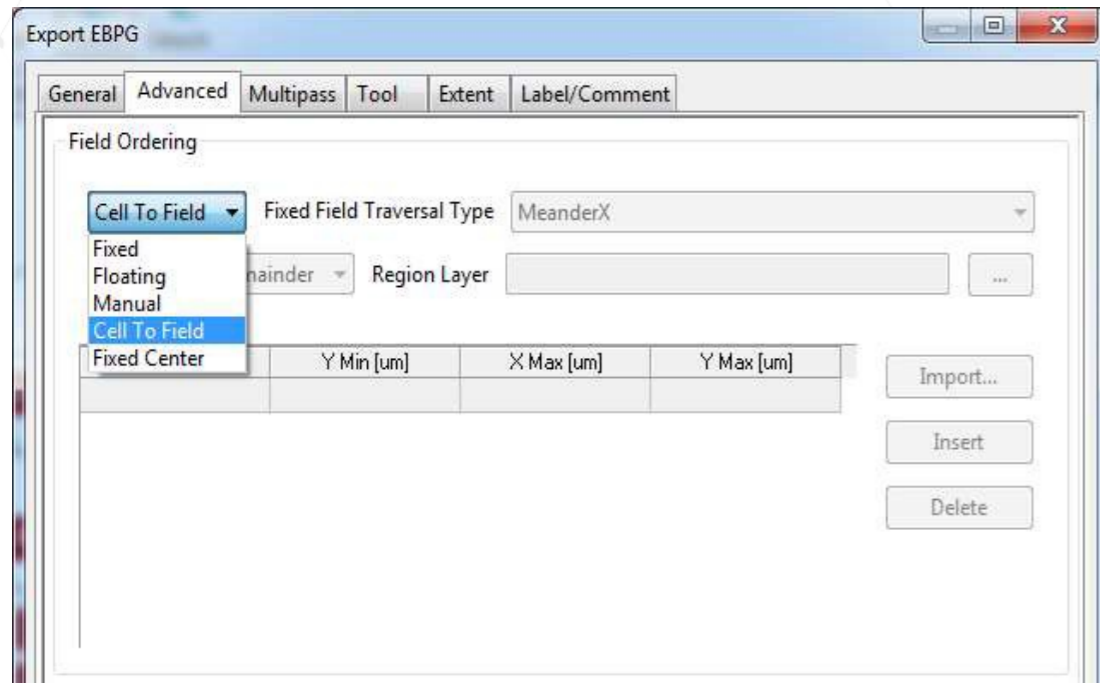 Export EBPG
General Advanced Multipass Tool Extent Label/Comment
Field Ordering
Cell To Field Fixed Field Traversal Type MeanderX
Fixed
Floating Region Layer ...
Manual
Cell To Field
Fixed Center Y Min [um] X Max [um] Y Max [um]
Import...
Insert
Delete